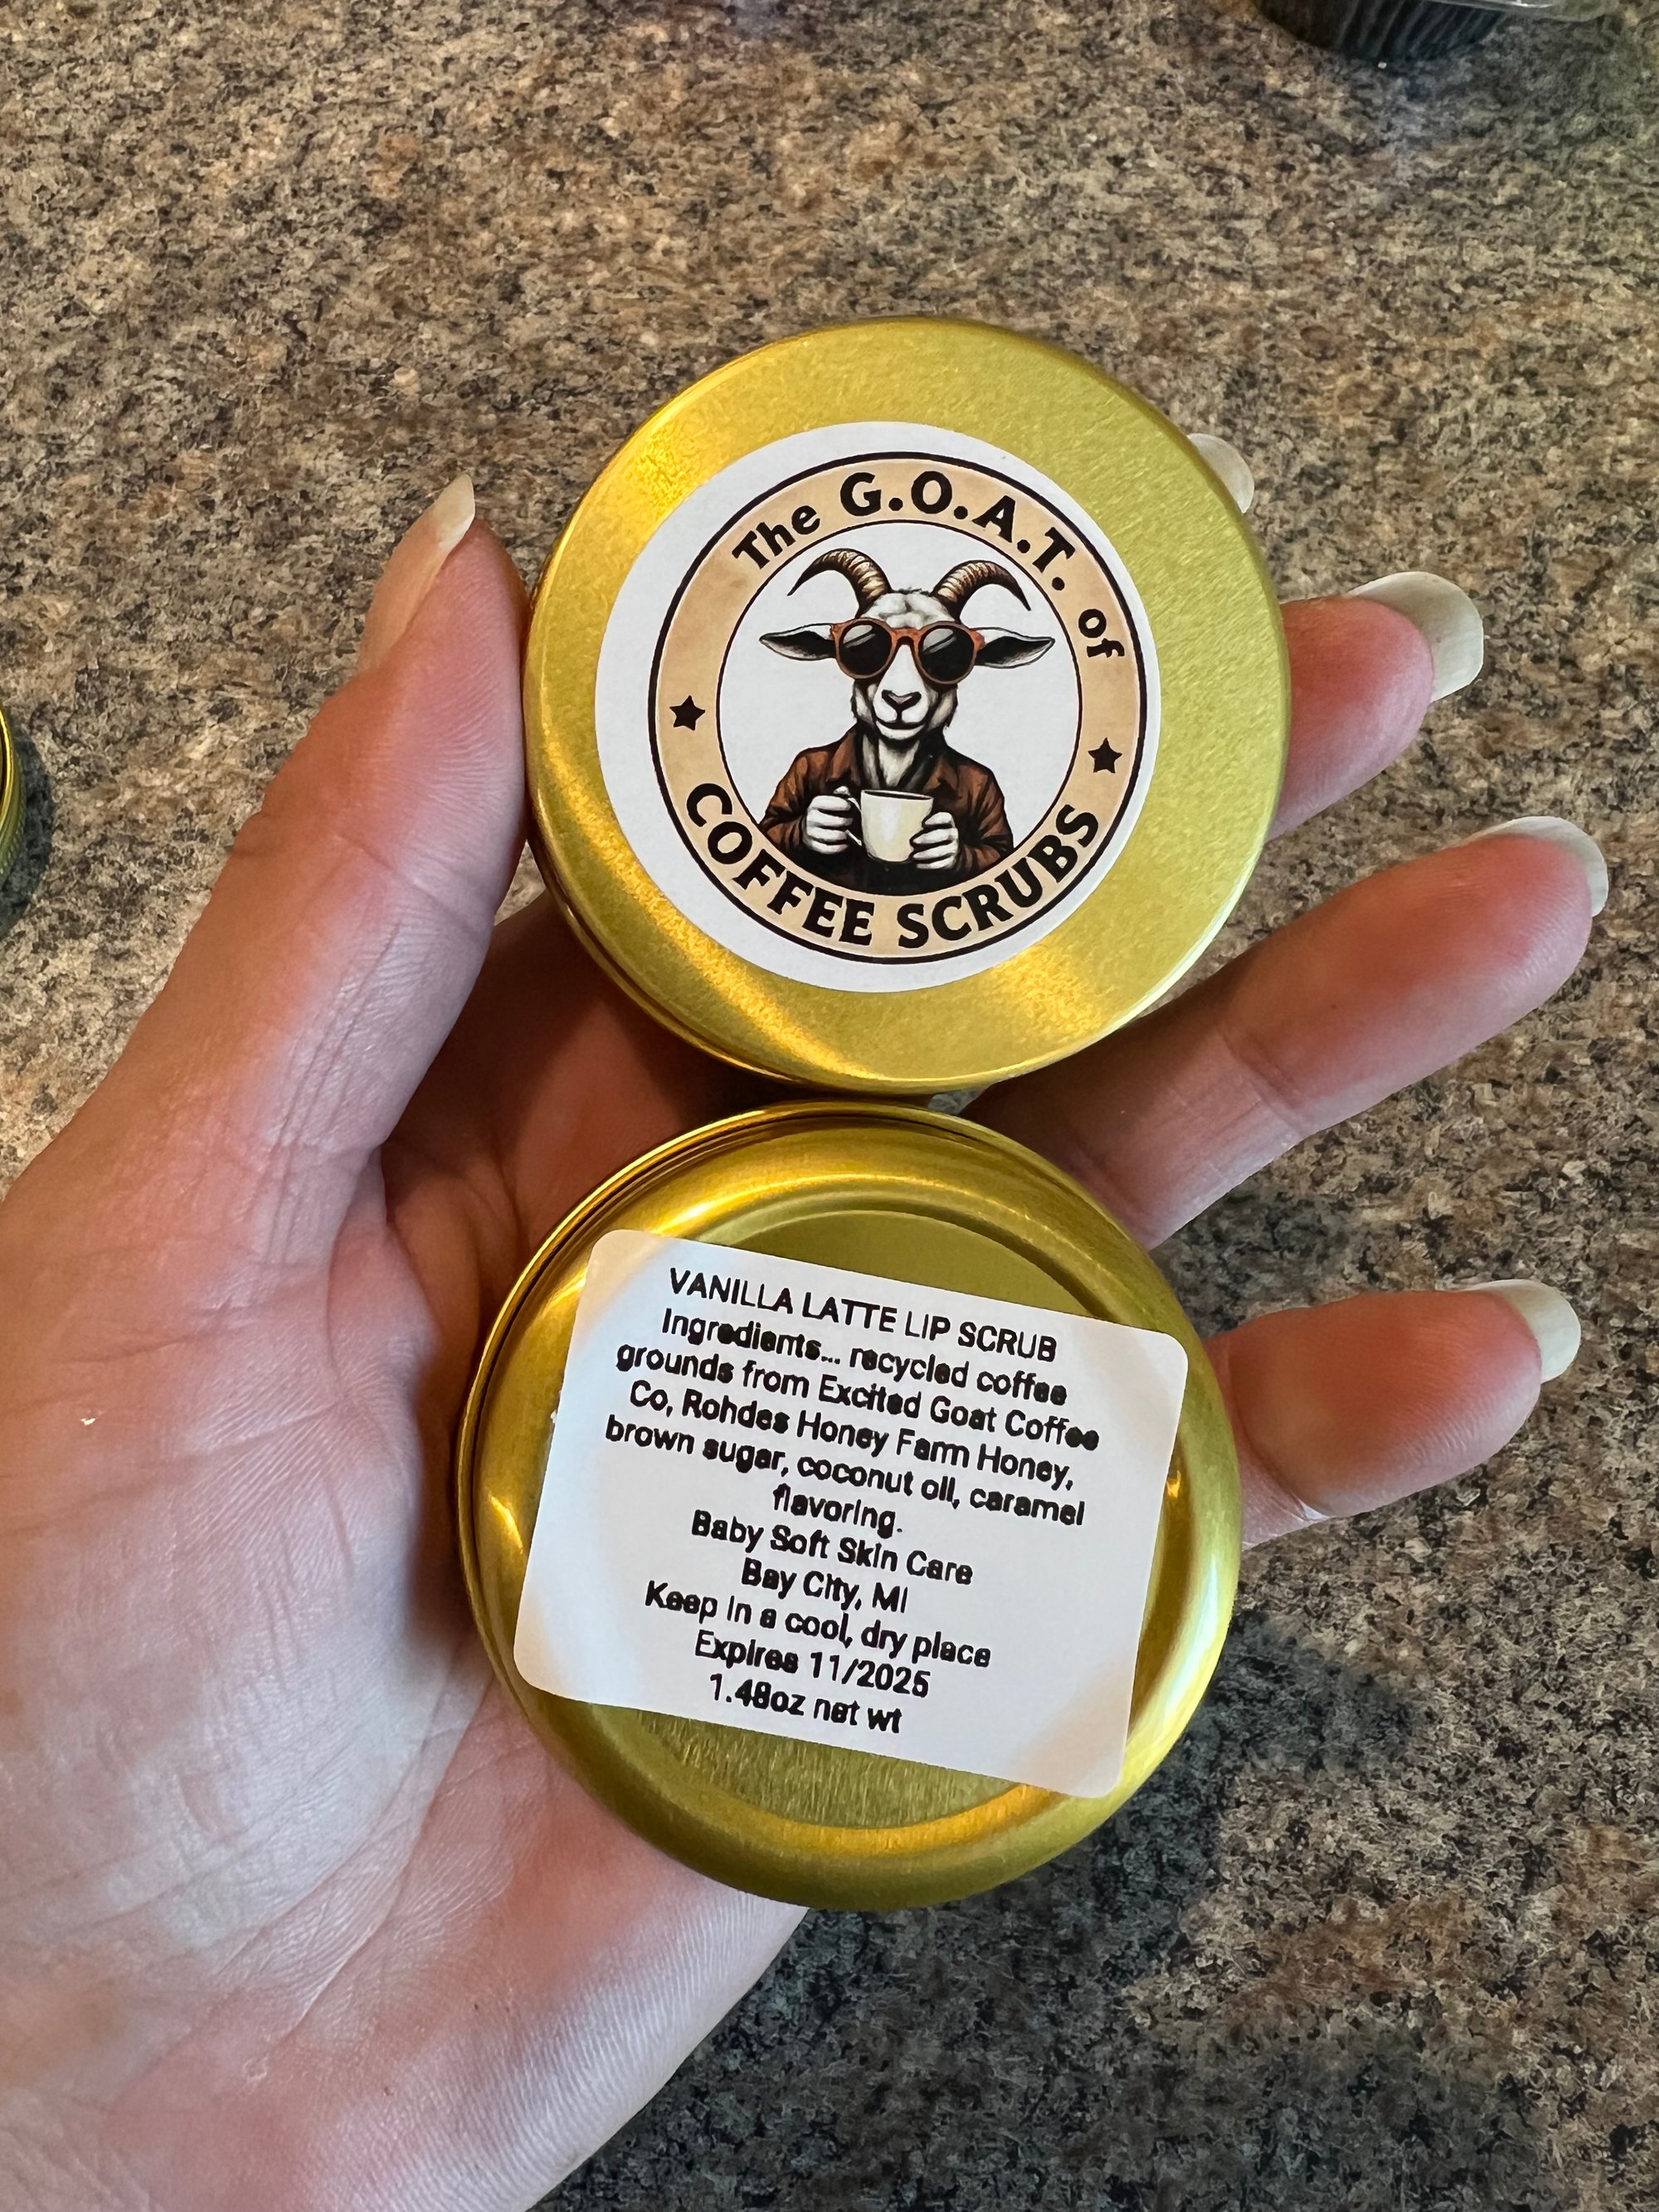 The G.O.A.T. of
COFFEE SCRUBS
VANILLA LATTE LIP SCRUB
Ingredients... recycled coffee
grounds from Excited Goat Coffee
Co, Rohdes Honey Farm Honey,
brown sugar, coconut oil, caramel
flavoring.
Baby Soft Skin Care
Bay City, MI
Keep in a cool, dry place
Expires 11/2025
1.48oz net wt